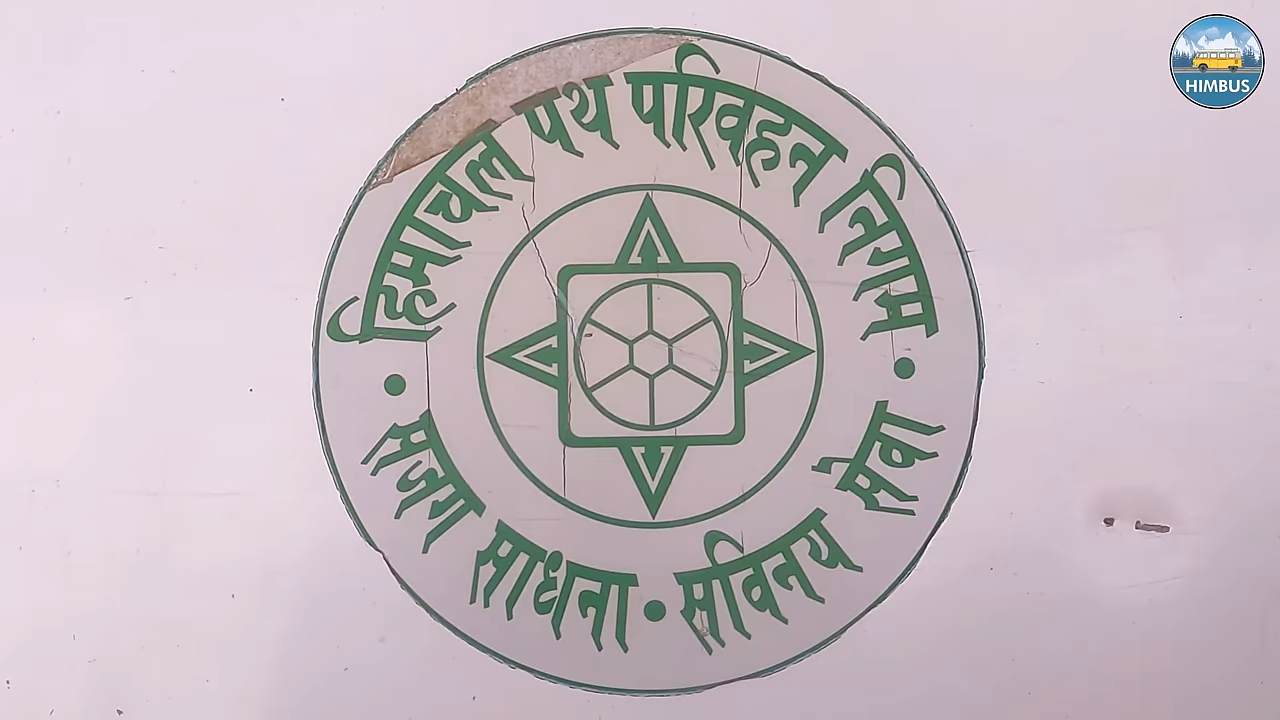 हिमाचल पथ परिवहन निगम
सजग साधना • सविनय सेवा
HIMBUS